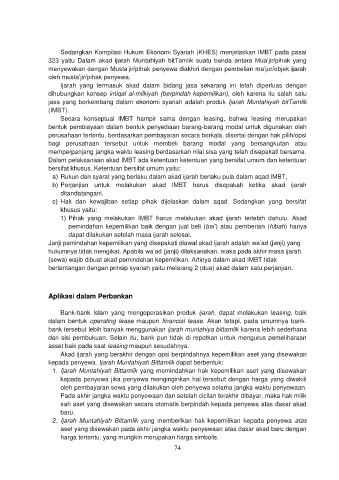 Sedangkan Kompilasi Hukum Ekonomi Syariah (KHES) menjelaskan IMBT pada pasal
323 yaitu Dalam akad ijarah Muntahiyah bitTamlik suatu benda antara Mua'jir/pihak yang
menyewakan dengan Musta'jir/pihak penyewa diakhiri dengan pembelian ma'jur/objek ijarah
oleh musta'jir/pihak penyewa.
Ijarah yang termasuk akad dalam bidang jasa sekarang ini telah diperluas dengan
dihubungkan konsep intiqal al-milkiyah (berpindah kepemilikan), oleh karena itu salah satu
jasa yang berkembang dalam ekonomi syariah adalah produk Ijarah Muntahiyah bitTamlik
(IMBT).
Secara konseptual IMBT hampir sama dengan leasing, bahwa leasing merupakan
bentuk pembiayaan dalam bentuk penyediaan barang-barang modal untuk digunakan oleh
perusahaan tertentu, berdasarkan pembayaran secara berkala, disertai dengan hak pilih/opsi
bagi perusahaan tersebut untuk membeli barang modal yang bersangkutan atau
memperpanjang jangka waktu leasing berdasarkan nilai sisa yang telah disepakati bersama.
Dalam pelaksanaan akad IMBT ada ketentuan ketentuan yang bersifat umum dan ketentuan
bersifat khusus. Ketentuan bersifat umum yaitu:
a) Rukun dan syarat yang berlaku dalam akad ijarah berlaku pula dalam aqad IMBT,
b) Perjanjian untuk melakukan akad IMBT harus disepakati ketika akad ijarah
ditandatangani.
c) Hak dan kewajiban setiap pihak dijelaskan dalam aqad. Sedangkan yang bersifat
khusus yaitu:
1) Pihak yang melakukan IMBT harus melakukan akad ijarah terlebih dahulu. Akad
pemindahan kepemilikan baik dengan jual beli (bai') atau pemberian (hibah) hanya
dapat dilakukan setelah masa ijarah selesai.
Janji pemindahan kepemilikan yang disepakati diawal akad ijarah adalah wa'ad (janji) yang
hukumnya tidak mengikat. Apabila wa'ad (janji) dilaksanakan, maka pada akhir masa ijarah
(sewa) wajib dibuat akad pemindahan kepemilikan. Artinya dalam akad IMBT tidak
bertentangan dengan prinsip syariah yaitu melarang 2 (dua) akad dalam satu perjanjian.
Aplikasi dalam Perbankan
Bank-bank Islam yang mengoperasikan produk ijarah, dapat melakukan leasing, baik
dalam bentuk operating lease maupun financial lease. Akan tetapi, pada umumnya bank-
bank tersebut lebih banyak menggunakan ijarah muntahiya bittamlik karena lebih sederhana
dari sisi pembukuan. Selain itu, bank pun tidak di repotkan untuk mengurus pemeliharaan
asset baik pada saat leasing maupun sesudahnya.
Akad ijarah yang berakhir dengan opsi berpindahnya kepemilikan aset yang disewakan
kepada penyewa. Ijarah Muntahiyah Bittamlik dapat berbentuk:
1. Ijarah Muntahiyah Bittamlik yang memindahkan hak kepemilikan aset yang disewakan
kepada penyewa jika penyewa menginginkan hal tersebut dengan harga yang diwakili
oleh pembayaran sewa yang dilakukan oleh penyewa selama jangka waktu penyewaan.
Pada akhir jangka waktu penyewaan dan setelah cicilan terakhir dibayar, maka hak milik
sah aset yang disewakan secara otomatis berpindah kepada penyewa atas dasar akad
baru.
2. Ijarah Muntahiyah Bittamlik yang memberikan hak kepemilikan kepada penyewa atas
aset yang disewakan pada akhir jangka waktu penyewaan atas dasar akad baru dengan
harga tertentu, yang mungkin merupakan harga simbolis.
74